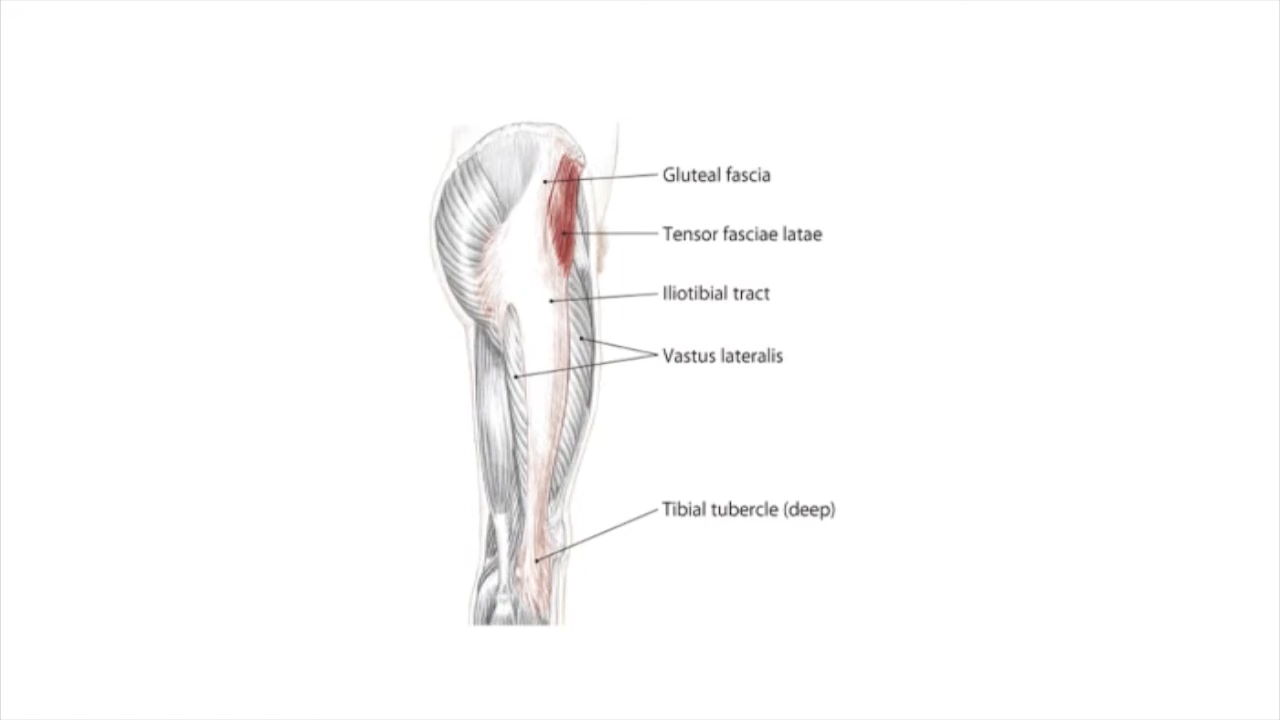 Gluteal fascia
Tensor fasciae latae
Iliotibial tract
Vastus lateralis
Tibial tubercle (deep)